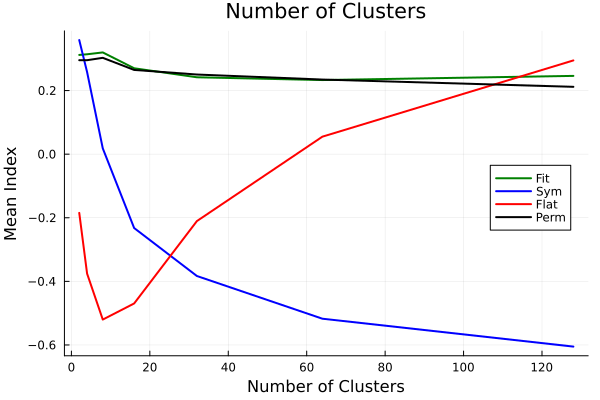 Number of Clusters
Mean Index
0.2
0.0
−0.2
−0.4
−0.6
Fit
Sym
Flat
Perm
0 20 40 60 80 100 120
Number of Clusters